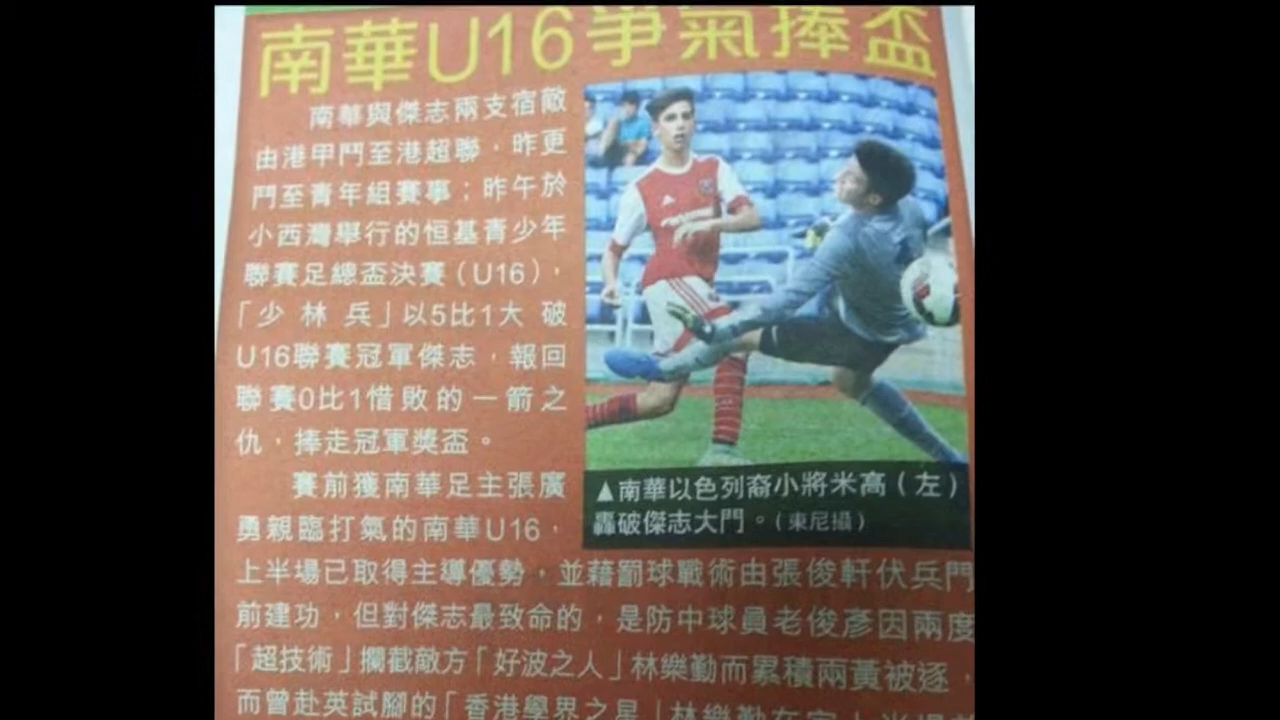 南華U16爭氣捧盃
南華與傑志兩支宿敵
由港甲鬥至港超聯，昨更
鬥至青年組賽事；昨午於
小西灣舉行的恒基青少年
聯賽足總盃決賽（U16），
「少林兵」以5比1大破
U16聯賽冠軍傑志，報回
聯賽0比1惜敗的一箭之
仇，捧走冠軍獎盃。
賽前獲南華足主張廣
勇親臨打氣的南華U16，
上半場已取得主導優勢，並藉罰球戰術由張俊軒伏兵門
前建功，但對傑志最致命的，是防中球員老俊彥因兩度
「超技術」攔截敵方「好波之人」林樂勤而累積兩黃被逐，
而曾赴英試腳的「香港學界之星」林樂勤在
▲南華以色列裔小將米高（左）
轟破傑志大門。（東尼攝）